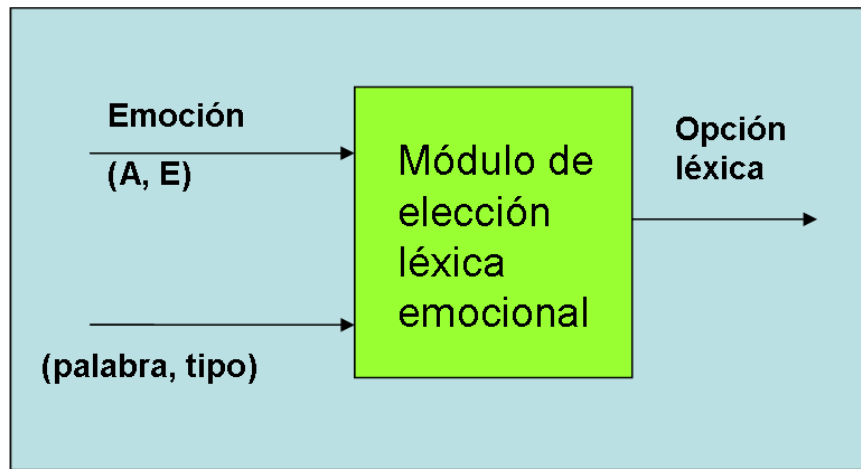 Emoción
(A, E)
(palabra, tipo)
Módulo de
elección
léxica
emocional
Opción
léxica